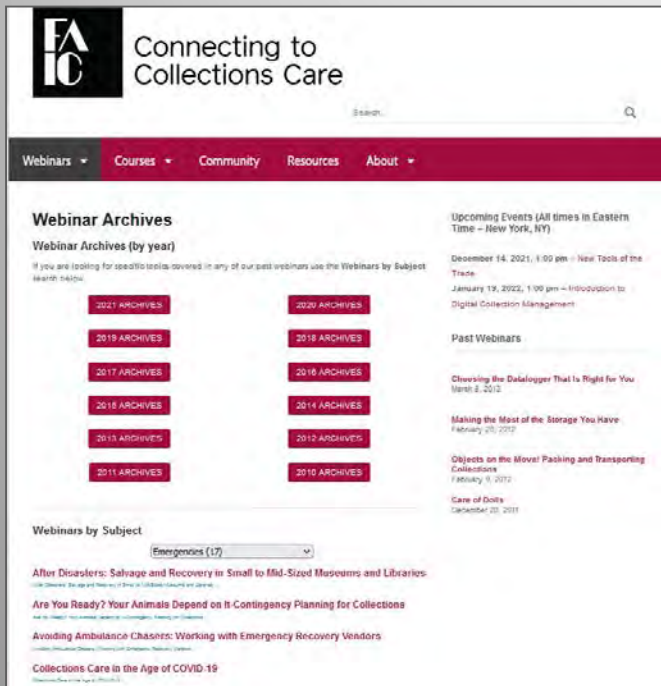 FAIC
Connecting to
Collections Care
Search...
Webinars Courses Community Resources About
Webinar Archives
Webinar Archives (by year)
If you are looking for specific topics covered in any of our past webinars use the Webinars by Subject
search below.
2021 ARCHIVES 2020 ARCHIVES
2019 ARCHIVES 2018 ARCHIVES
2017 ARCHIVES 2016 ARCHIVES
2015 ARCHIVES 2014 ARCHIVES
2013 ARCHIVES 2012 ARCHIVES
2011 ARCHIVES 2010 ARCHIVES
Webinars by Subject
Emergencies (17)
After Disasters: Salvage and Recovery in Small to Mid-Sized Museums and Libraries
Are You Ready? Your Animals Depend on It-Contingency Planning for Collections
Avoiding Ambulance Chasers: Working with Emergency Recovery Vendors
Collections Care in the Age of COVID-19
Upcoming Events (All times in Eastern
Time – New York, NY)
December 14, 2021, 1:00 pm – New Tools of the
Trade
January 19, 2022, 1:00 pm – Introduction to
Digital Collection Management
Past Webinars
Choosing the Datalogger That Is Right for You
March 8, 2012
Making the Most of the Storage You Have
February 2012
Objects on the Move! Packing and Transporting
Collections
February 9, 2012
Care of Dolls
December 20, 2011